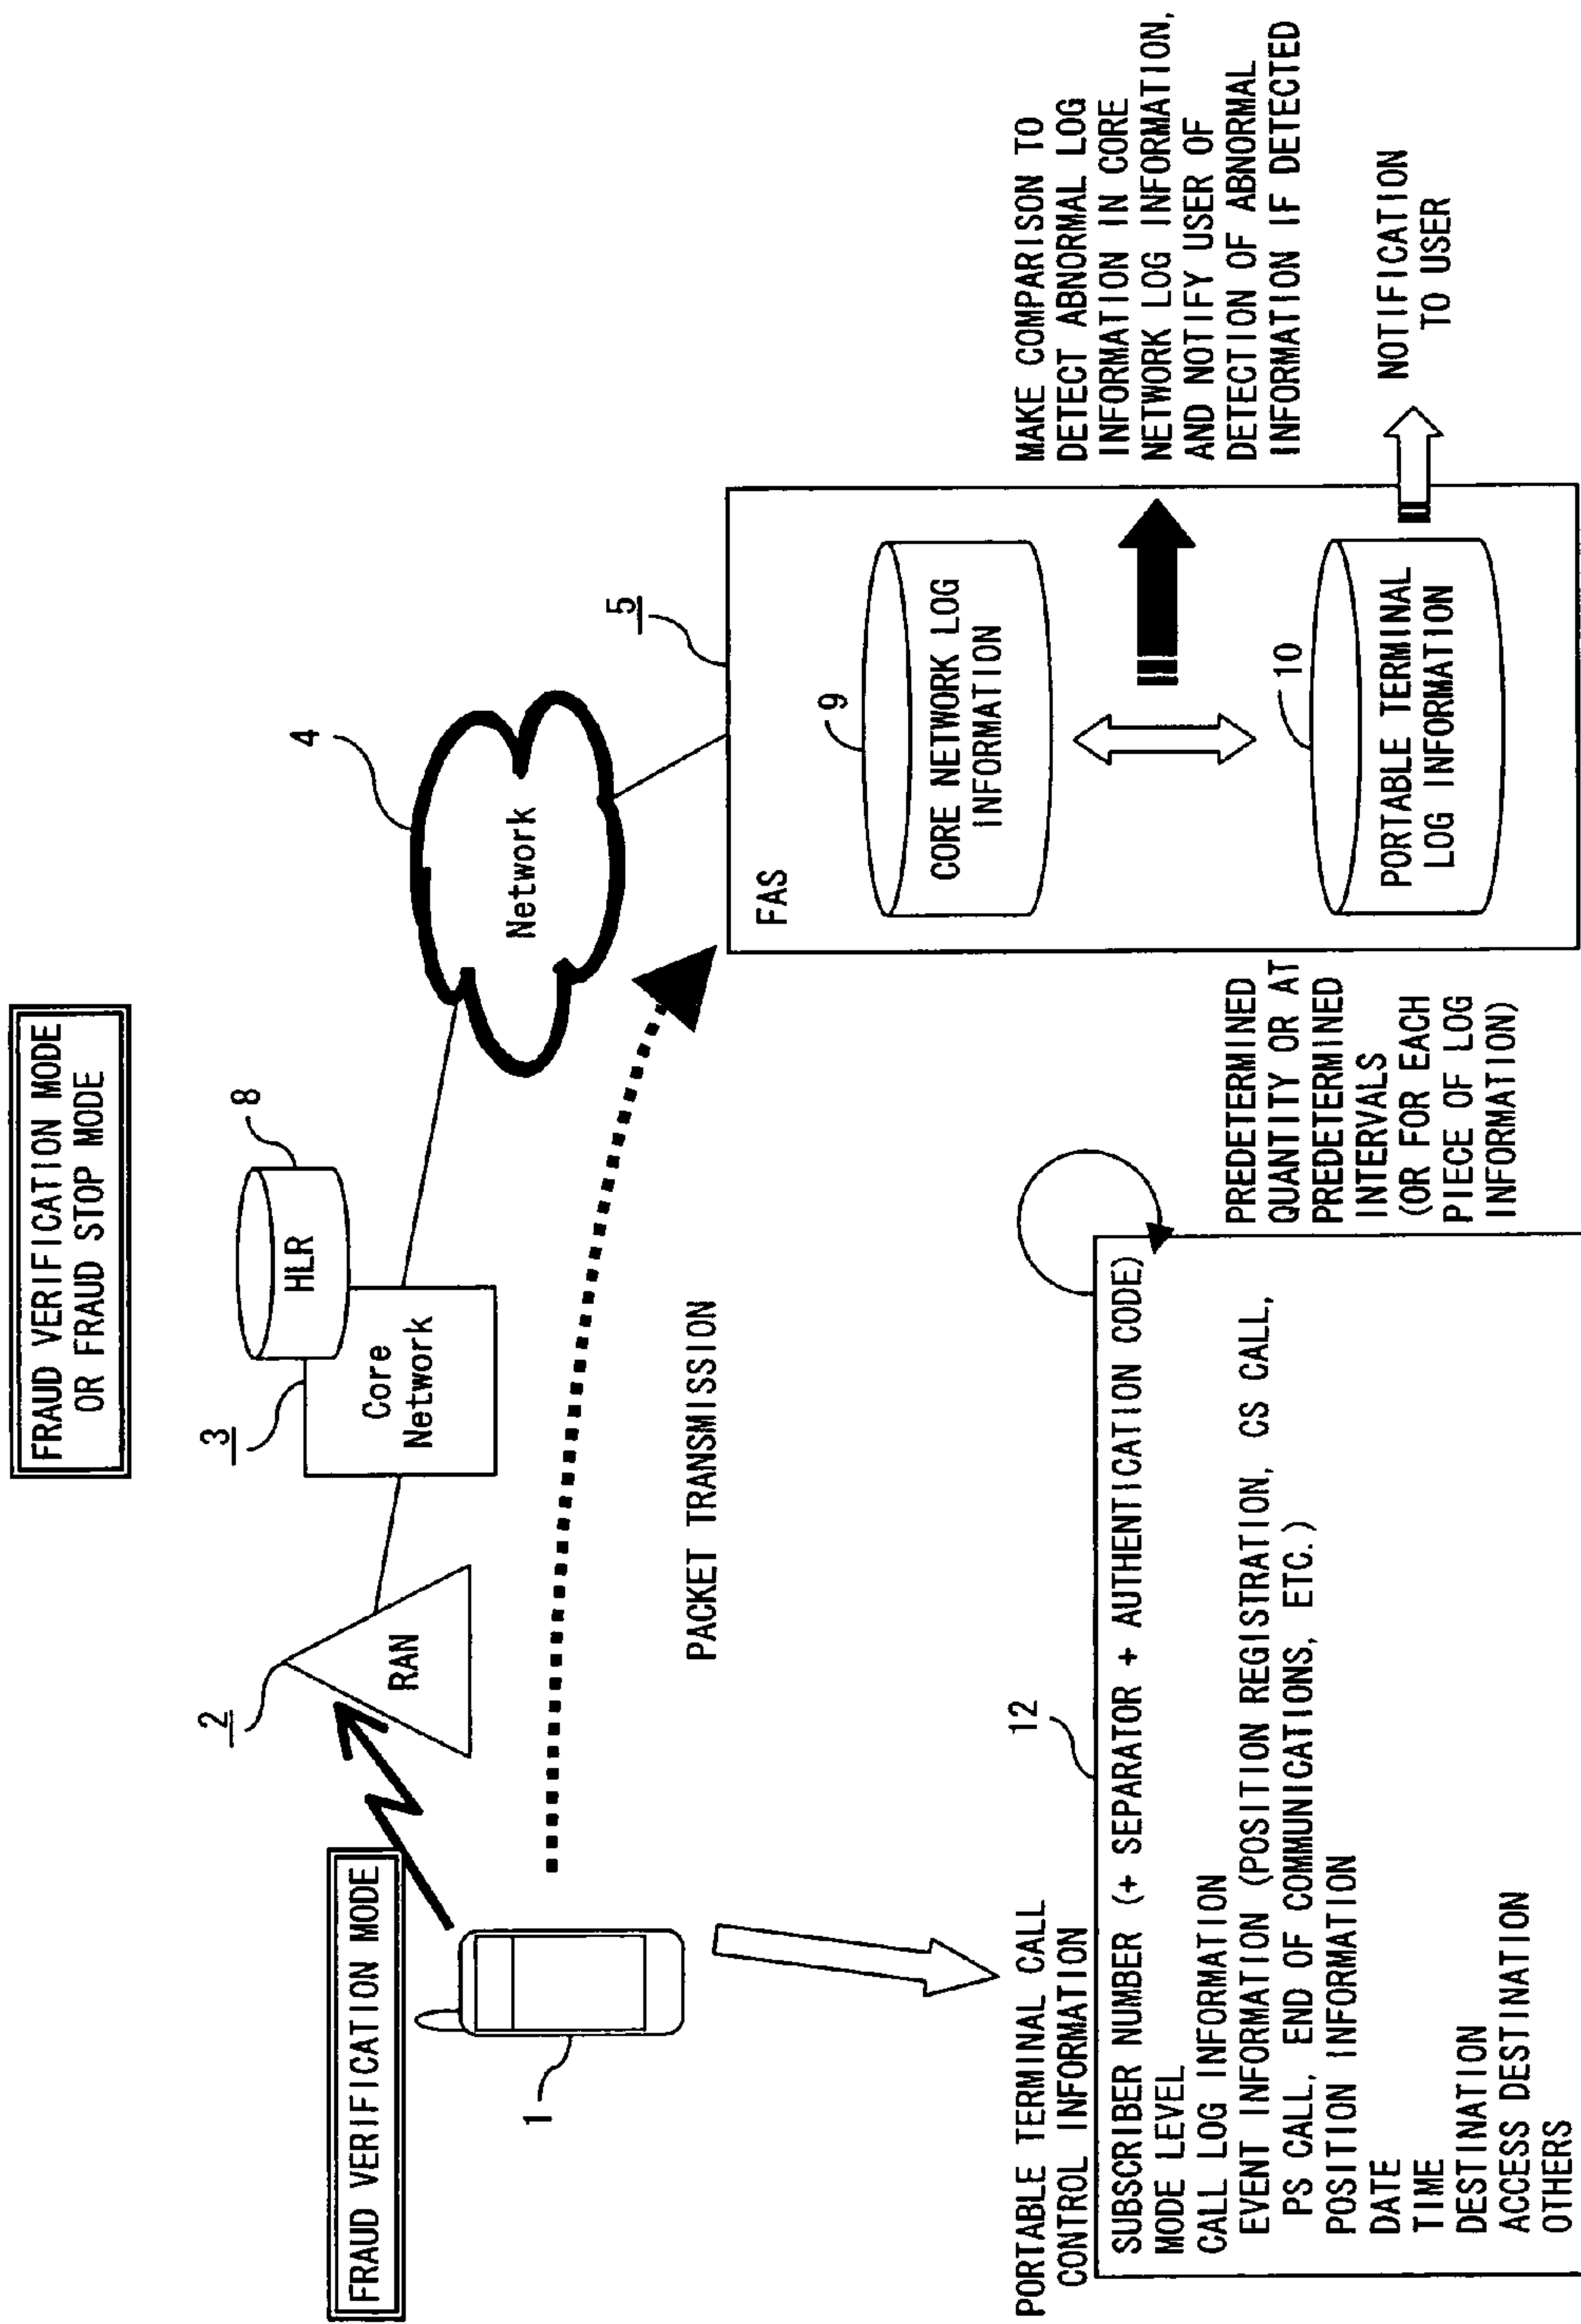 FRAUD VERIFICATION MODE
OR FRAUD STOP MODE
FRAUD VERIFICATION MODE
1
2
RAN
3
Core
Network
HLR
8
4
Network
PACKET TRANSMISSION
5
FAS
9
CORE NETWORK LOG
INFORMATION
10
PORTABLE TERMINAL
LOG INFORMATION
MAKE COMPARISON TO
DETECT ABNORMAL LOG
INFORMATION IN CORE
NETWORK LOG INFORMATION,
AND NOTIFY USER OF
DETECTION OF ABNORMAL
INFORMATION IF DETECTED
NOTIFICATION
TO USER
PORTABLE TERMINAL CALL
CONTROL INFORMATION
12
SUBSCRIBER NUMBER (+ SEPARATOR + AUTHENTICATION CODE)
MODE LEVEL
CALL LOG INFORMATION
EVENT INFORMATION (POSITION REGISTRATION, CS CALL,
PS CALL, END OF COMMUNICATIONS, ETC.)
POSITION INFORMATION
DATE
TIME
DESTINATION
ACCESS DESTINATION
OTHERS
PREDETERMINED
QUANTITY OR AT
PREDETERMINED
INTERVALS
(OR FOR EACH
PIECE OF LOG
INFORMATION)